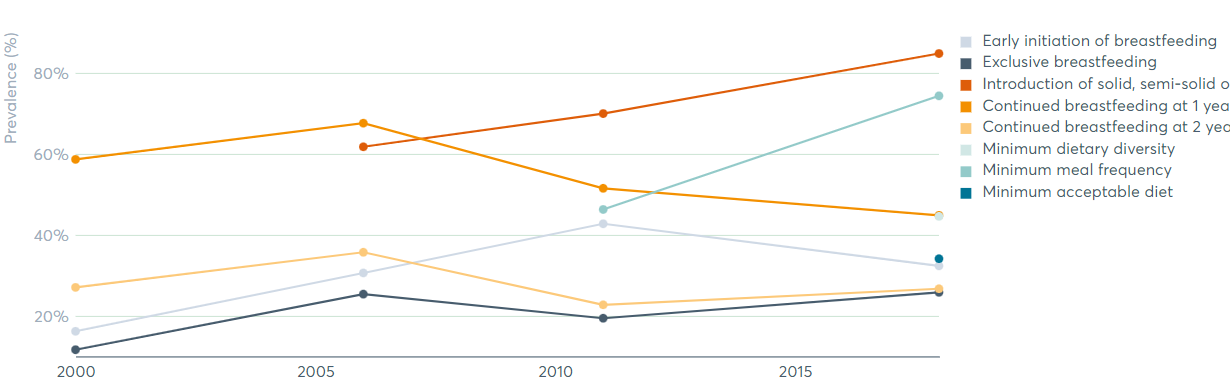 Prevalence (%)
80%
60%
40%
20%
2000
2005
2010
2015
Early initiation of breastfeeding
Exclusive breastfeeding
Introduction of solid, semi-solid o
Continued breastfeeding at 1 yea
Continued breastfeeding at 2 yea
Minimum dietary diversity
Minimum meal frequency
Minimum acceptable diet